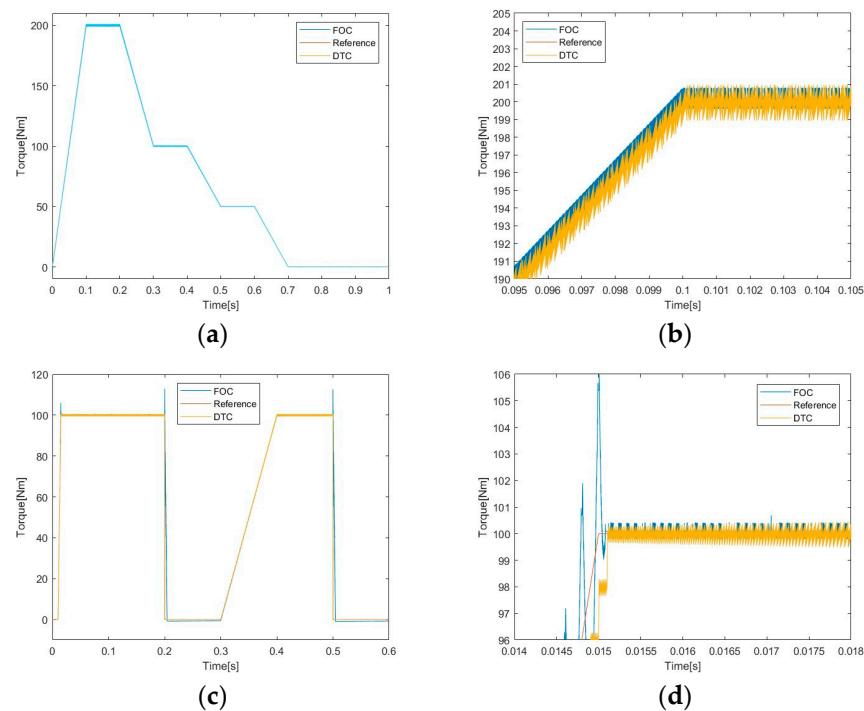 200
150
100
50
0
Torque[Nm]
0 0.1 0.2 0.3 0.4 0.5 0.6 0.7 0.8 0.9 1
Time[s]
FOC
Reference
DTC
(a)
205
204
203
202
201
200
199
198
197
196
195
194
193
192
191
190
Torque[Nm]
0.095 0.096 0.097 0.098 0.099 0.1 0.101 0.102 0.103 0.104 0.105
Time[s]
FOC
Reference
DTC
(b)
120
100
80
60
40
20
0
Torque[Nm]
0 0.1 0.2 0.3 0.4 0.5 0.6
Time[s]
FOC
Reference
DTC
(c)
106
105
104
103
102
101
100
99
98
97
96
Torque[Nm]
0.014 0.0145 0.015 0.0155 0.016 0.0165 0.017 0.0175 0.018
Time[s]
FOC
Reference
DTC
(d)